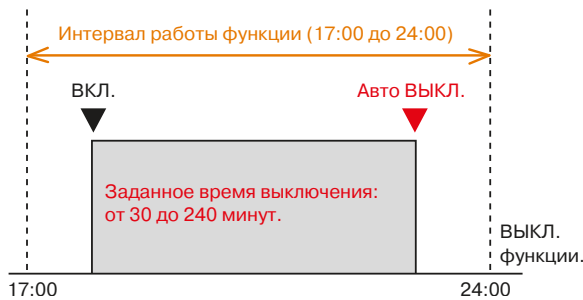 Интервал работы функции (17:00 до 24:00)
ВКЛ.
Авто ВЫКЛ.
Заданное время выключения:
от 30 до 240 минут.
ВЫКЛ.
функции.
17:00
24:00